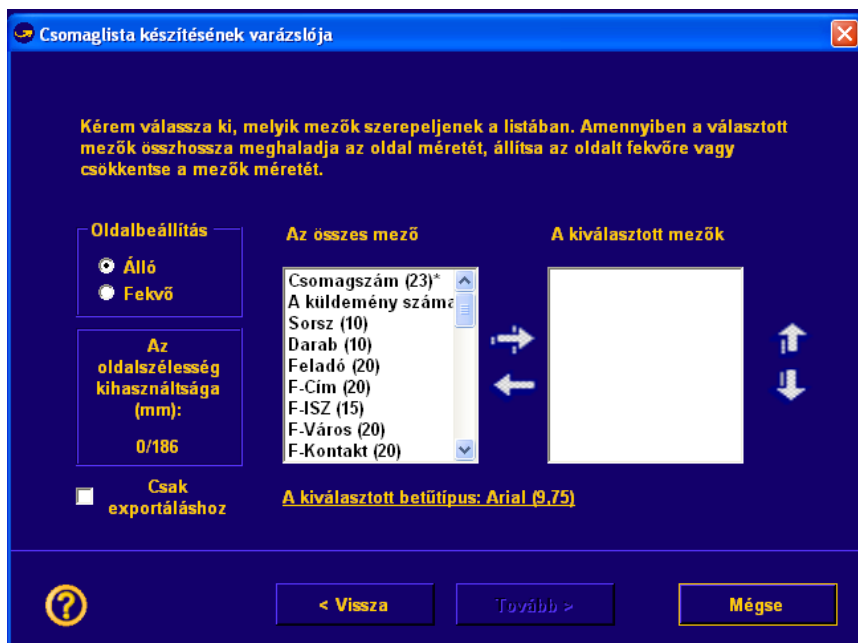 Csomaglista készítésének varázslója
Kérem válassza ki, melyik mezők szerepeljenek a listában. Amennyiben a választott
mezők összhossza meghaladja az oldal méretét, állítsa az oldalt fekvőre vagy
csökkentse a mezők méretét.
Oldalbeállítás
Álló
Fekvő
Az
oldalszélesség
kihasználtsága
(mm):
0/186
Csak
exportáláshoz
Az összes mező
Csomagszám (23)*
A küldemény száma
Sorsz (10)
Darab (10)
Feladó (20)
F-Cím (20)
F-ISZ (15)
F-Város (20)
F-Kontakt (20)
A kiválasztott mezők
A kiválasztott betűtípus: Arial (9,75)
?
< Vissza
Tovább >
Mégse